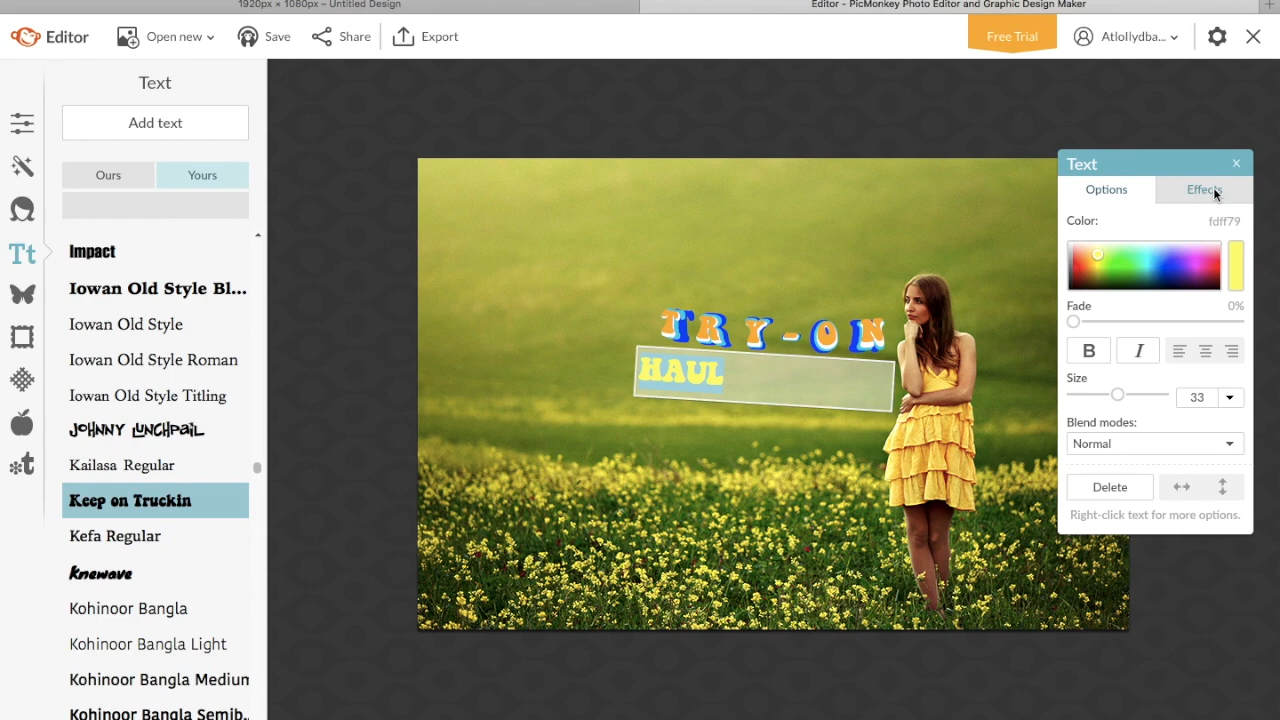 1920px × 1080px – Untitled Design
Editor - PicMonkey Photo Editor and Graphic Design Maker
Editor
Open new
Save
Share
Export
Free Trial
Atlollydba...
Text
Add text
Ours
Yours
Impact
Iowan Old Style Bl...
Iowan Old Style
Iowan Old Style Roman
Iowan Old Style Titling
Johnny Lunchpail
Kailasa Regular
Keep on Truckin
Kefa Regular
Knewave
Kohinoor Bangla
Kohinoor Bangla Light
Kohinoor Bangla Medium
Kohinoor Bangla Semib...
TRY-ON
HAUL
Text
Options
Effects
Color:
fdff79
Fade
0%
B
I
Size
33
Blend modes:
Normal
Delete
Right-click text for more options.